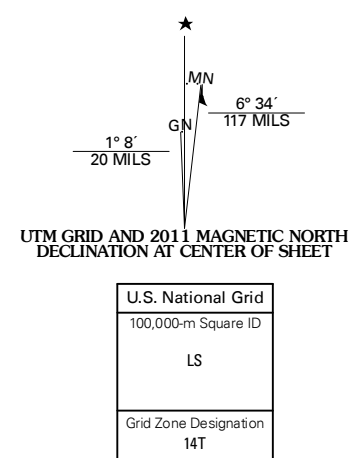 ★
MN
6° 34´
117 MILS
GN
1° 8´
20 MILS
UTM GRID AND 2011 MAGNETIC NORTH
DECLINATION AT CENTER OF SHEET
U.S. National Grid
100,000-m Square ID
LS
Grid Zone Designation
14T